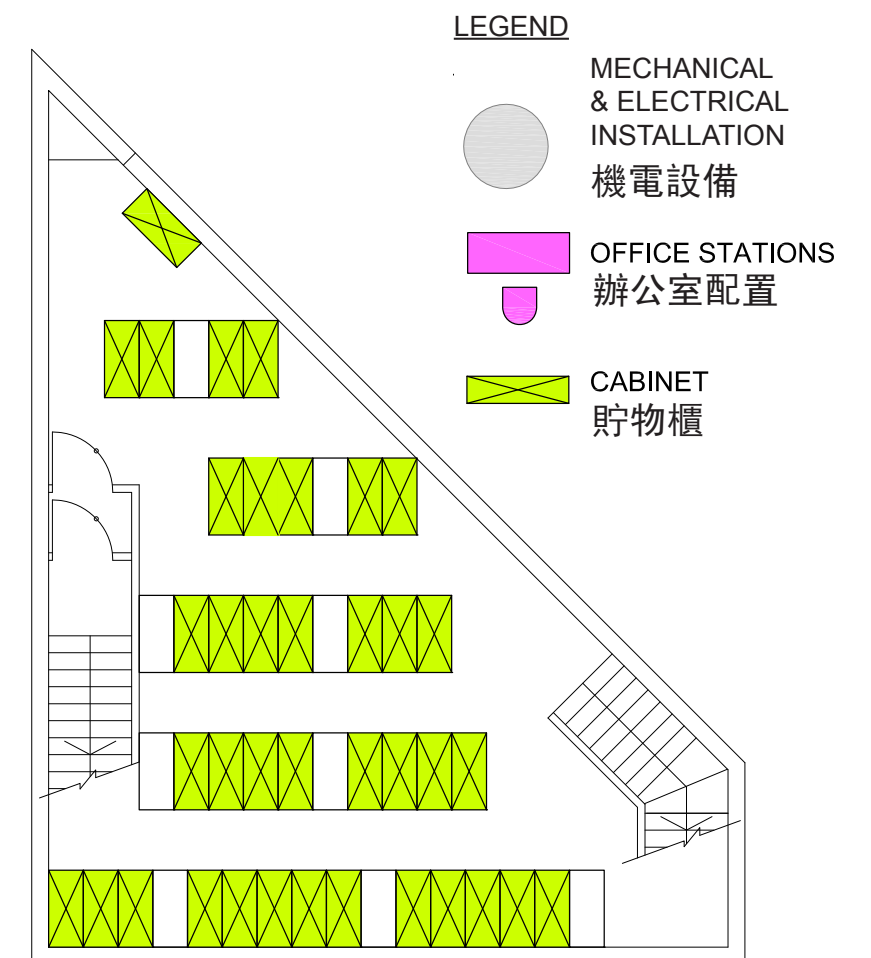 LEGEND
MECHANICAL
& ELECTRICAL
INSTALLATION
機電設備
OFFICE STATIONS
辦公室配置
CABINET
貯物櫃